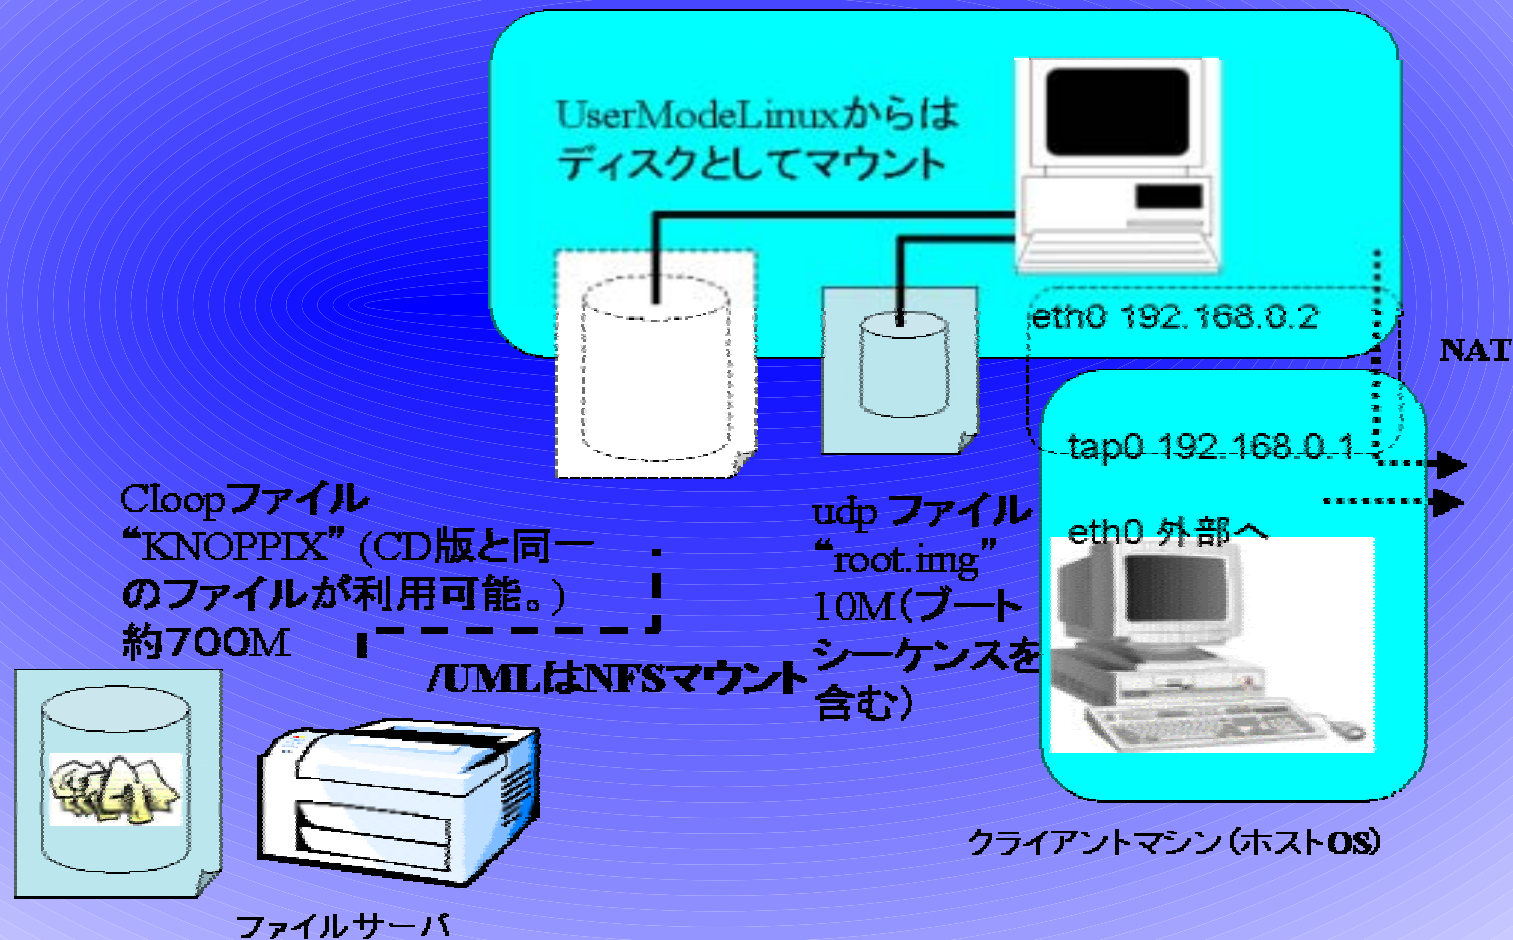 UserModeLinuxからは
ディスクとしてマウント
eth0 192.168.0.2
NAT
tap0 192.168.0.1
eth0 外部へ
Cloopファイル
“KNOPPIX” (CD版と同一
のファイルが利用可能。)
約700M
udp ファイル
“root.img”
10M(ブート
シーケンスを
含む)
/UMLはNFSマウント
クライアントマシン(ホストOS)
ファイルサーバ